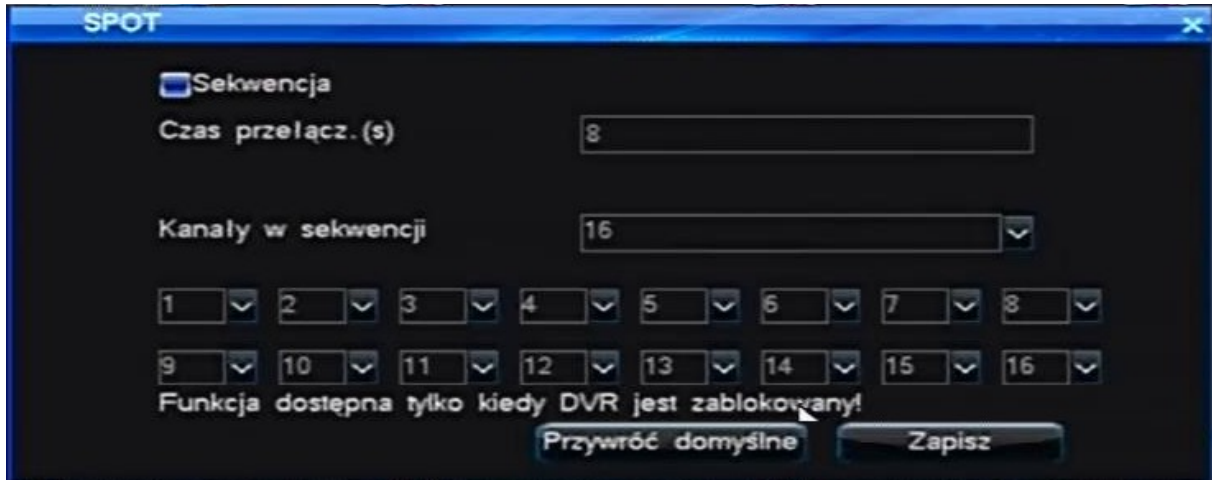 SPOT
Sekwencja
Czas przełącz.(s) 8
Kanały w sekwencji 16
1 2 3 4 5 6 7 8
9 10 11 12 13 14 15 16
Funkcja dostępna tylko kiedy DVR jest zablokowany!
Przywróć domyślne Zapisz